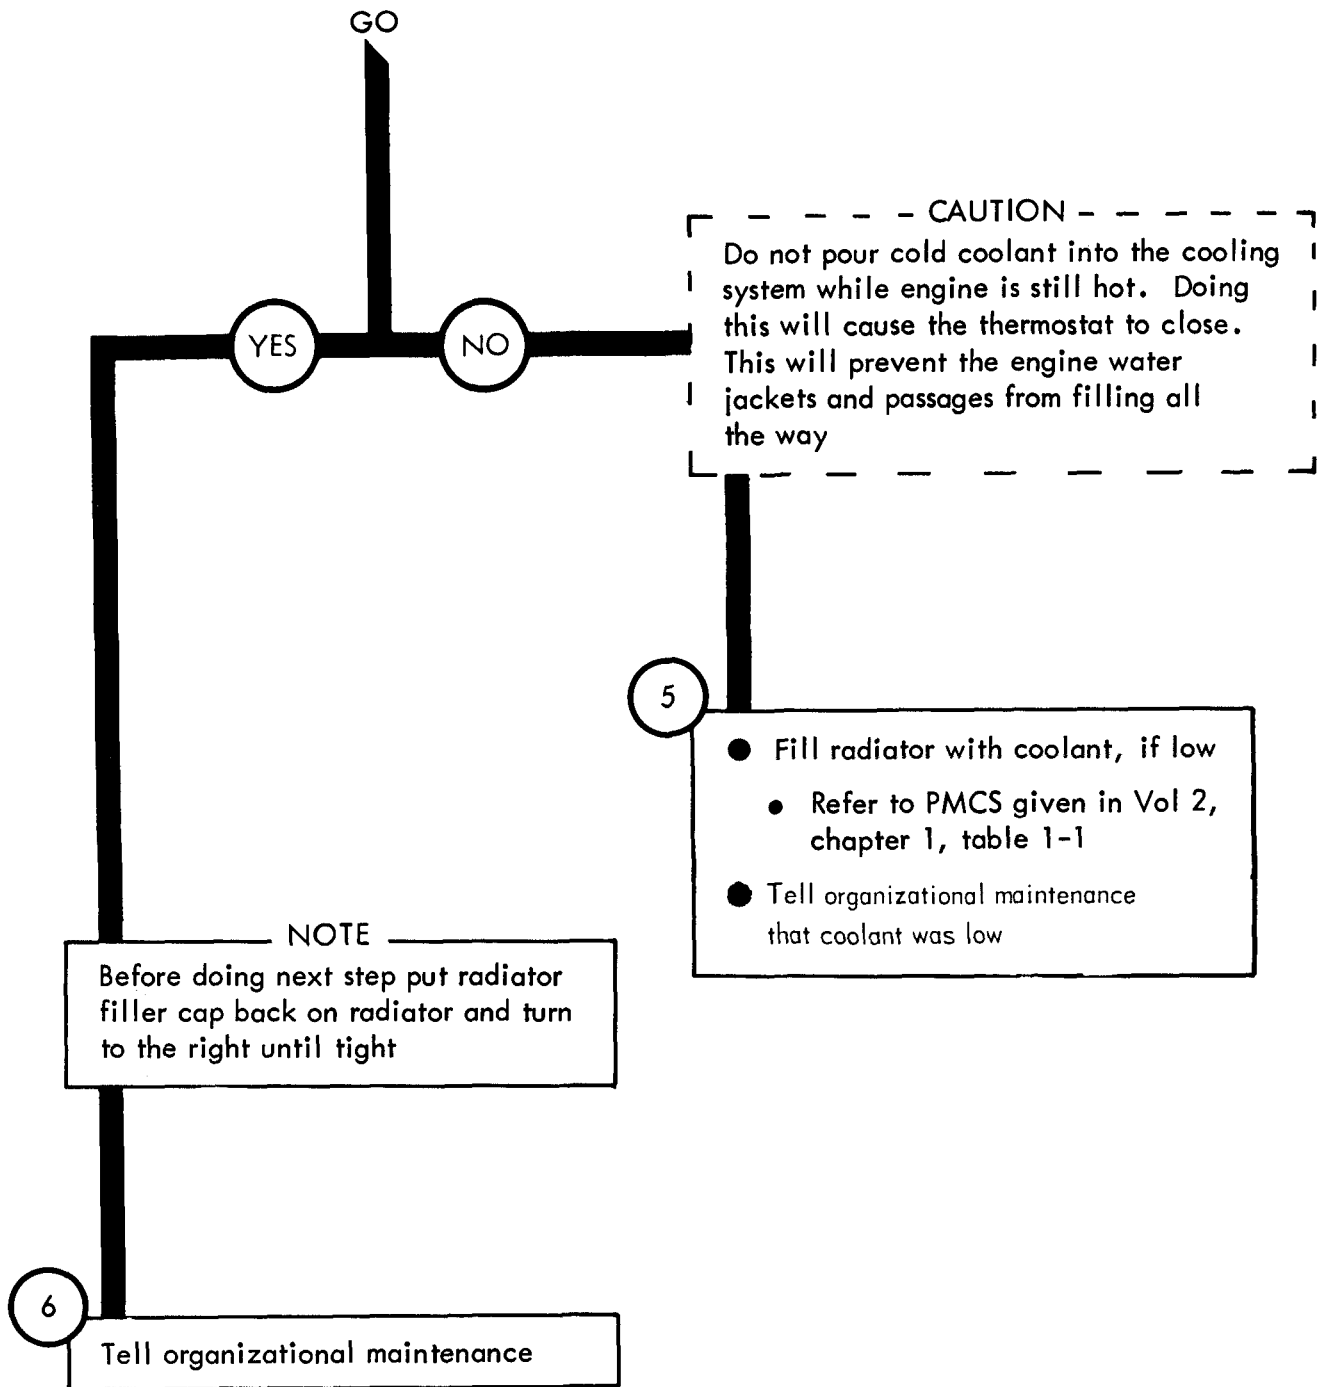 GO
YES
NO
CAUTION
Do not pour cold coolant into the cooling
system while engine is still hot. Doing
this will cause the thermostat to close.
This will prevent the engine water
jackets and passages from filling all
the way
5
● Fill radiator with coolant, if low
● Refer to PMCS given in Vol 2,
chapter 1, table 1-1
● Tell organizational maintenance
that coolant was low
NOTE
Before doing next step put radiator
filler cap back on radiator and turn
to the right until tight
6
Tell organizational maintenance